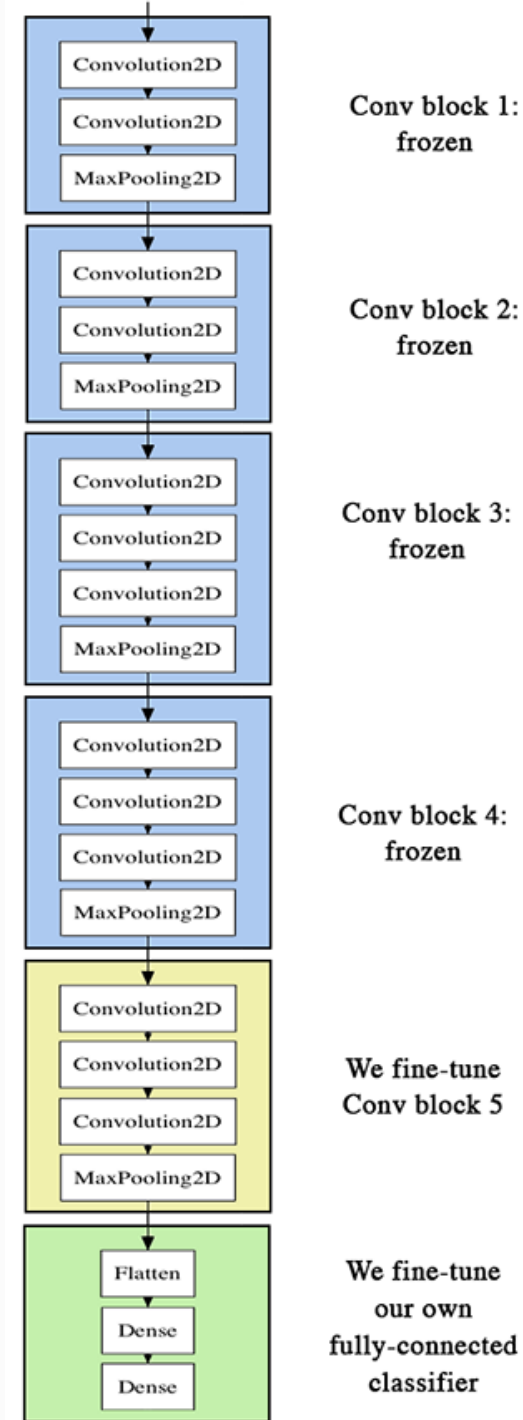 Convolution2D
Convolution2D
MaxPooling2D
Conv block 1:
frozen
Convolution2D
Convolution2D
MaxPooling2D
Conv block 2:
frozen
Convolution2D
Convolution2D
Convolution2D
MaxPooling2D
Conv block 3:
frozen
Convolution2D
Convolution2D
Convolution2D
MaxPooling2D
Conv block 4:
frozen
Convolution2D
Convolution2D
Convolution2D
MaxPooling2D
We fine-tune
Conv block 5
Flatten
Dense
Dense
We fine-tune
our own
fully-connected
classifier